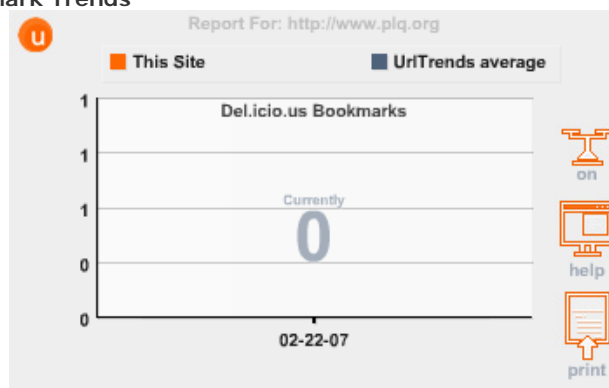 mark Trends
Report For: http://www.plq.org
u
This Site
UrlTrends average
Del.icio.us Bookmarks
1
1
1
0
0
Currently
0
02-22-07
on
help
print